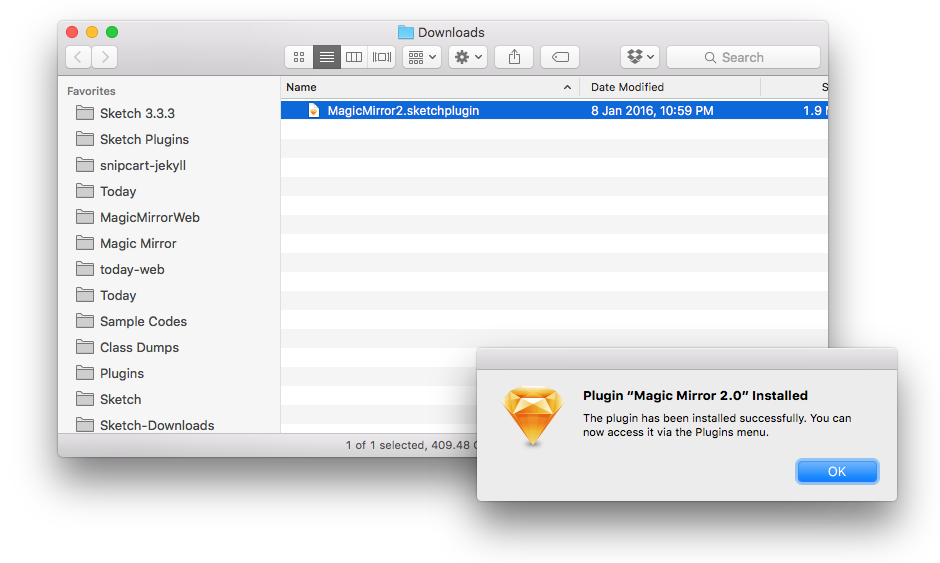 Downloads
Search
Favorites
Sketch 3.3.3
Sketch Plugins
snipcart-jekyll
Today
MagicMirrorWeb
Magic Mirror
today-web
Today
Sample Codes
Class Dumps
Plugins
Sketch
Sketch-Downloads
Name Date Modified S
MagicMirror2.sketchplugin 8 Jan 2016, 10:59 PM 1.9
1 of 1 selected, 409.48
Plugin “Magic Mirror 2.0” Installed
The plugin has been installed successfully. You can
now access it via the Plugins menu.
OK